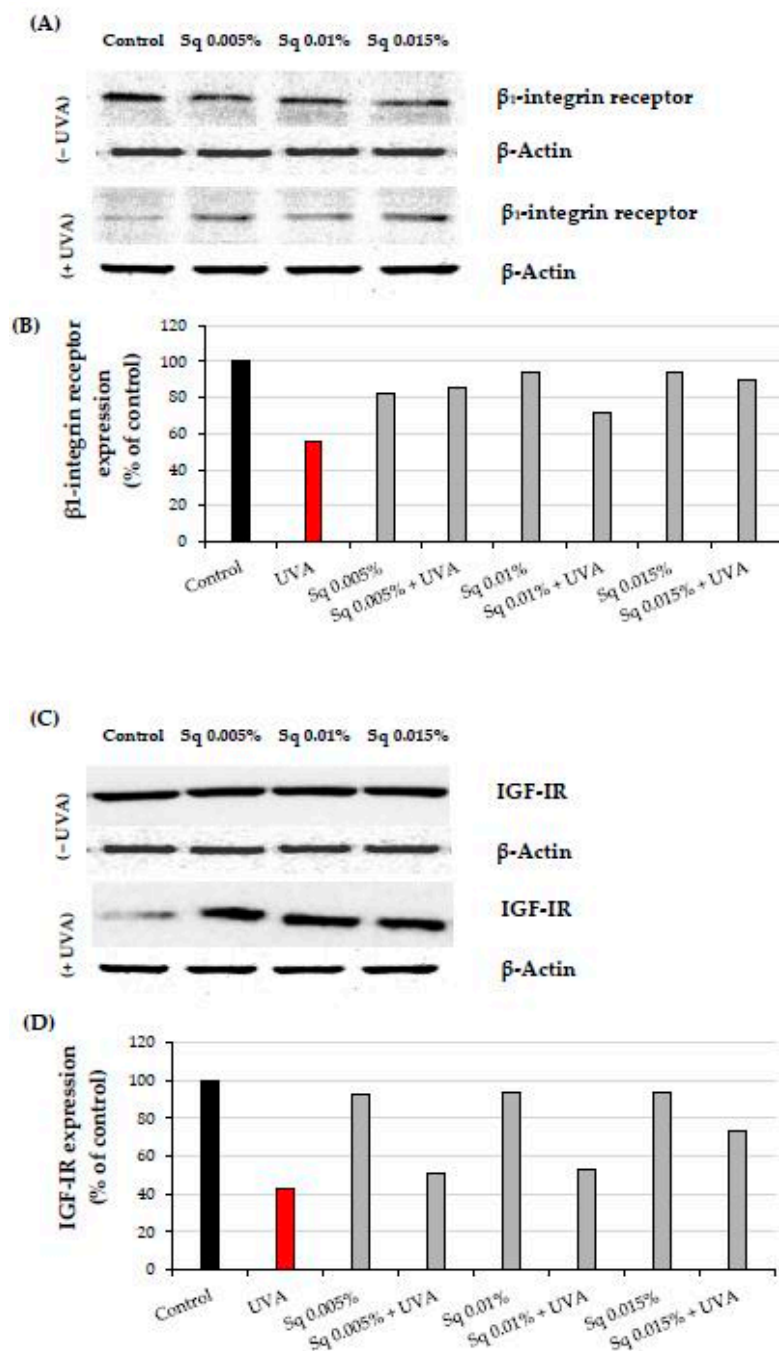 (A)
Control Sq 0.005% Sq 0.01% Sq 0.015%
(– UVA)
β₁-integrin receptor
β-Actin
(+ UVA)
β₁-integrin receptor
β-Actin
(B)
β1-integrin receptor
expression
(% of control)
120
100
80
60
40
20
0
Control
UVA
Sq 0.005%
Sq 0.005% + UVA
Sq 0.01%
Sq 0.01% + UVA
Sq 0.015%
Sq 0.015% + UVA
(C)
Control Sq 0.005% Sq 0.01% Sq 0.015%
(– UVA)
IGF-IR
β-Actin
(+ UVA)
IGF-IR
β-Actin
(D)
IGF-IR expression
(% of control)
120
100
80
60
40
20
0
Control
UVA
Sq 0.005%
Sq 0.005% + UVA
Sq 0.01%
Sq 0.01% + UVA
Sq 0.015%
Sq 0.015% + UVA